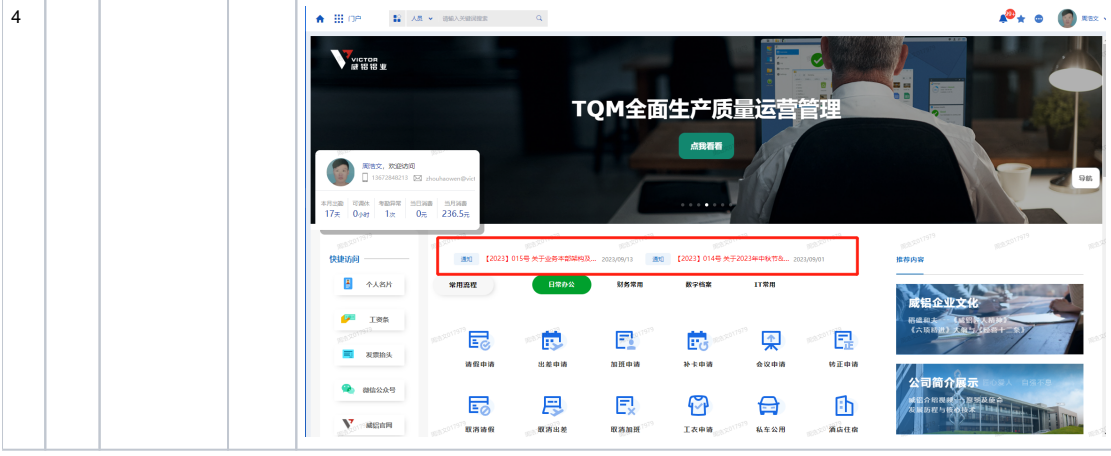 4
门户
人员
请输入关键词搜索
99+
周浩文
VICTOR
威铝铝业
TQM全面生产质量运营管理
点我看看
导航
周浩文，欢迎访问
13672840213
zhouhaowen@vict
本月出勤 可调休 考勤异常 当日消费 当月消费
17天 0小时 1次 0元 236.5元
快捷访问
通知 【2023】015号 关于业务本部架构及... 2023/09/13 通知 【2023】014号 关于2023年中秋节&... 2023/09/01
推荐内容
常用流程 日常办公 财务常用 数字档案 IT常用
个人名片
工资条
发票抬头
微信公众号
威铝官网
请假申请 出差申请 加班申请 补卡申请 会议申请 转正申请
取消请假 取消出差 取消加班 工衣申请 私车公用 酒店住宿
威铝企业文化
公司简介展示